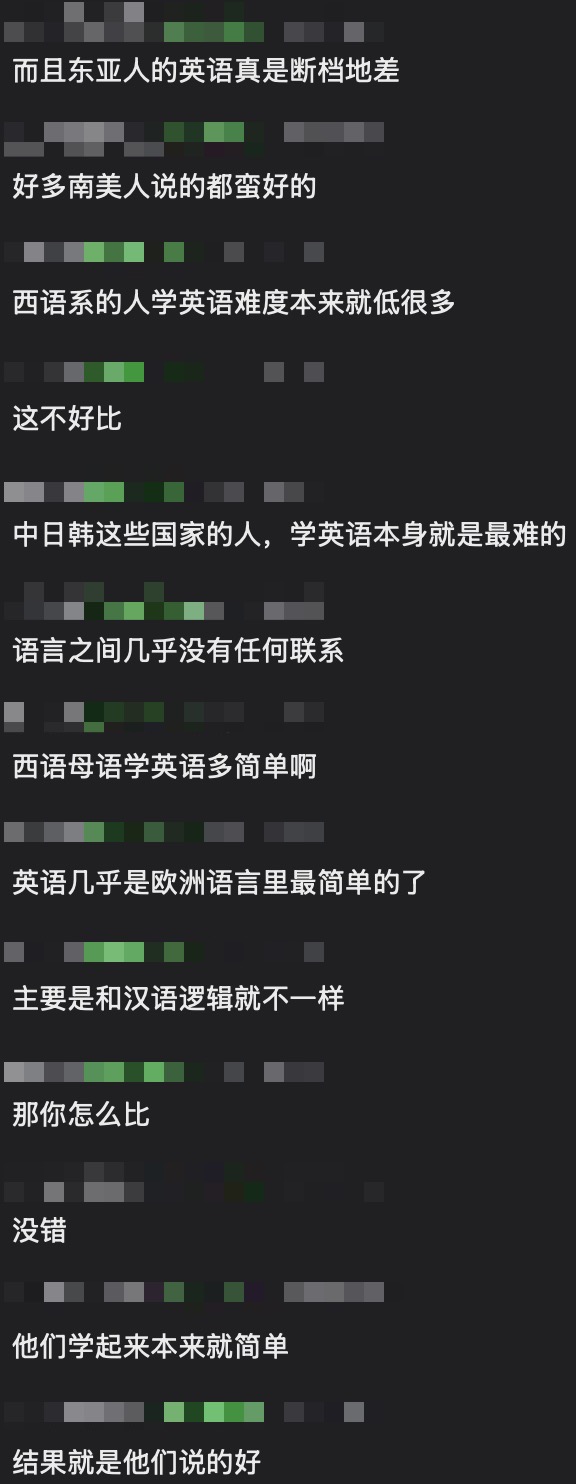 而且东亚人的英语真是断档地差
好多南美人说的都蛮好的
西语系的人学英语难度本来就低很多
这不好比
中日韩这些国家的人，学英语本身就是最难的
语言之间几乎没有任何联系
西语母语学英语多简单啊
英语几乎是欧洲语言里最简单的了
主要是和汉语逻辑就不一样
那你怎么比
没错
他们学起来本来就简单
结果就是他们说的好